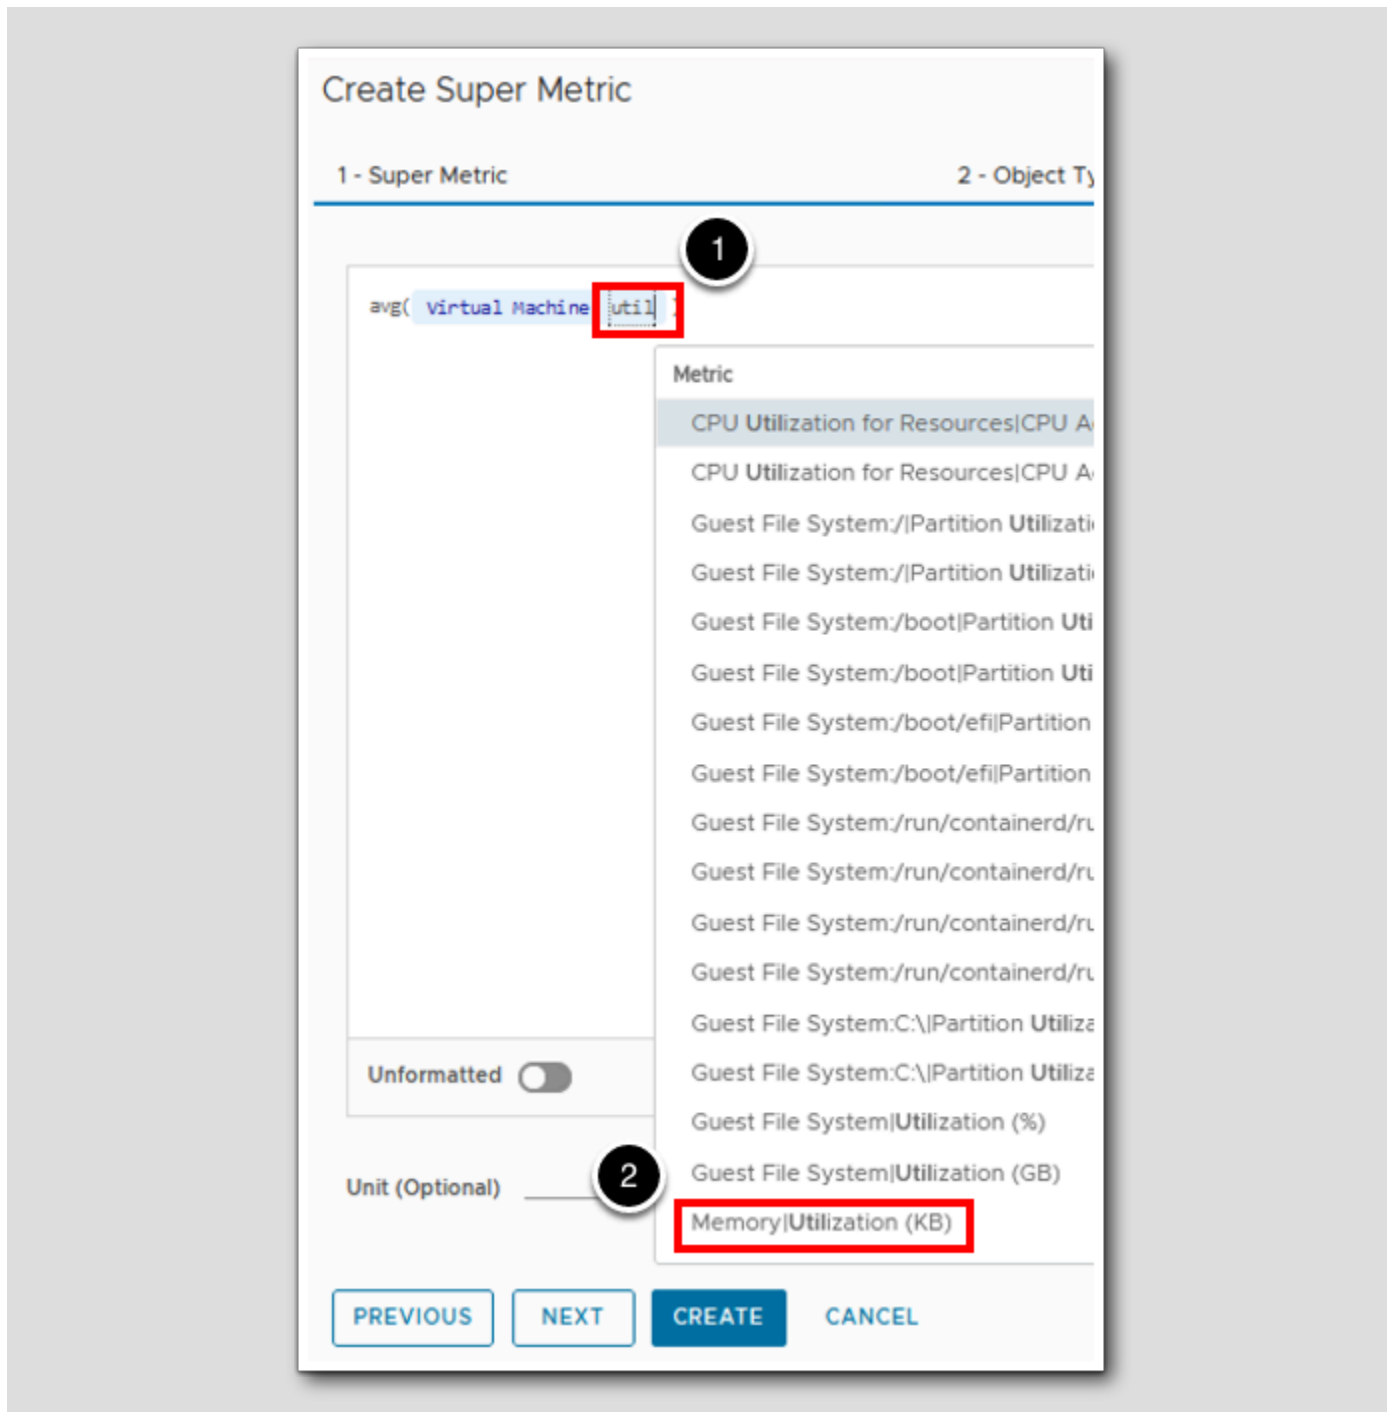 Create Super Metric
1 - Super Metric
2 - Object Ty
1
avg( Virtual Machine util )
Metric
CPU Utilization for Resources|CPU A
CPU Utilization for Resources|CPU A
Guest File System:/|Partition Utilizati
Guest File System:/|Partition Utilizati
Guest File System:/boot|Partition Uti
Guest File System:/boot|Partition Uti
Guest File System:/boot/efi|Partition
Guest File System:/boot/efi|Partition
Guest File System:/run/containerd/ru
Guest File System:/run/containerd/ru
Guest File System:/run/containerd/ru
Guest File System:/run/containerd/ru
Guest File System:C:\|Partition Utiliza
Guest File System:C:\|Partition Utiliza
Guest File System|Utilization (%)
Guest File System|Utilization (GB)
Memory|Utilization (KB)
Unformatted
2
Unit (Optional)
PREVIOUS
NEXT
CREATE
CANCEL